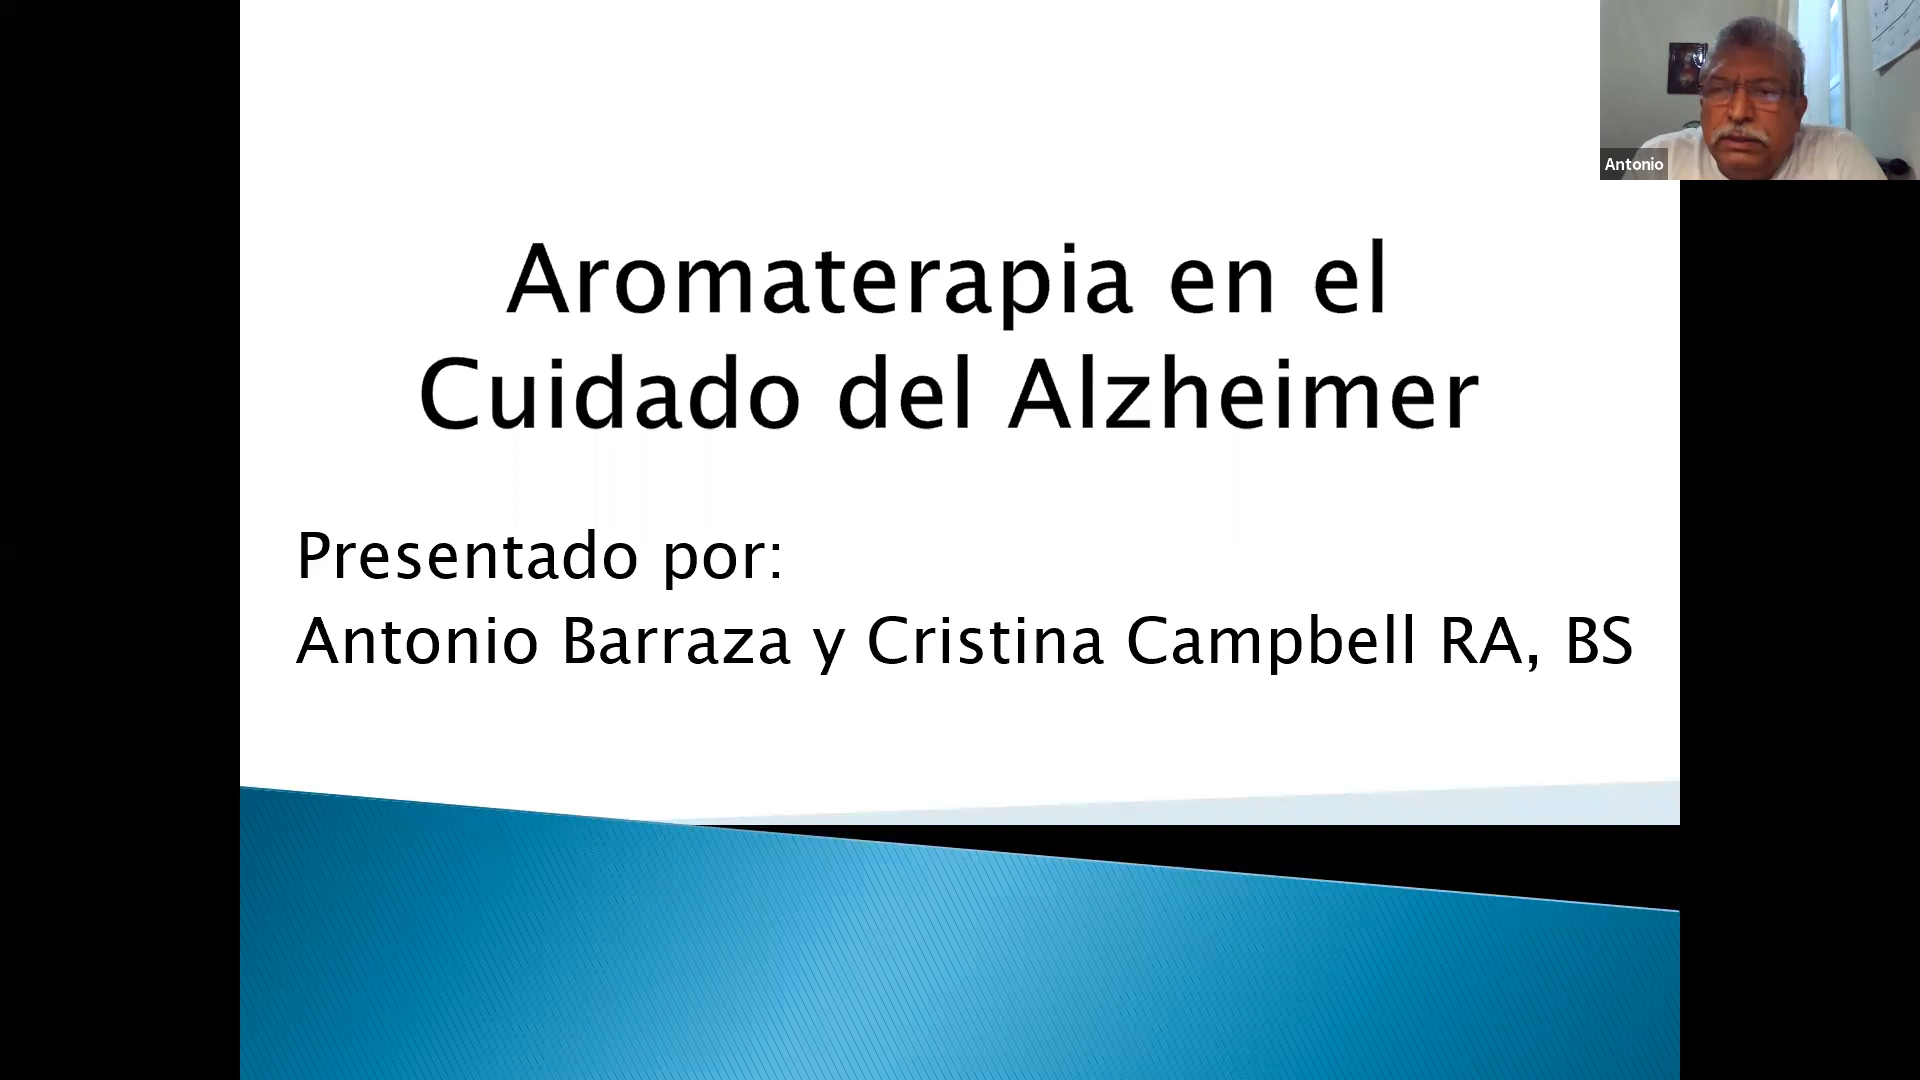 Aromaterapia en el
Cuidado del Alzheimer
Presentado por:
Antonio Barraza y Cristina Campbell RA, BS
Antonio